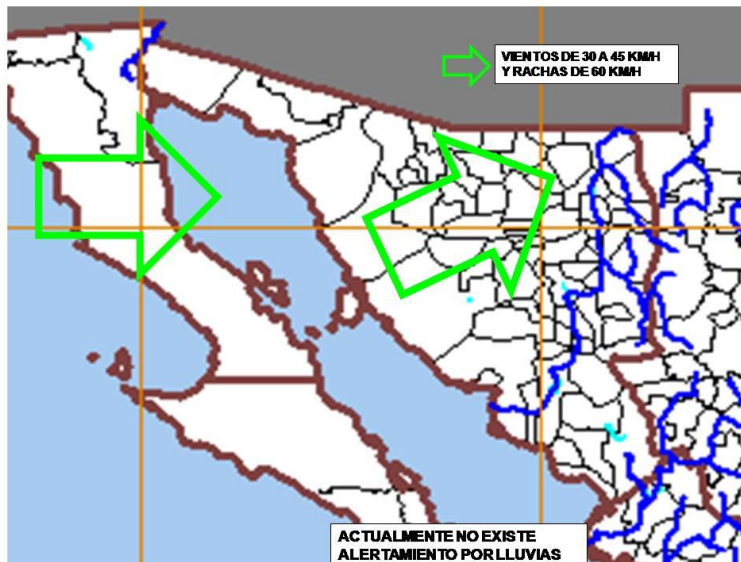 VIENTOS DE 30 A 45 KM/H
Y RACHAS DE 60 KM/H
ACTUALMENTE NO EXISTE
ALERTAMIENTO POR LLUVIAS